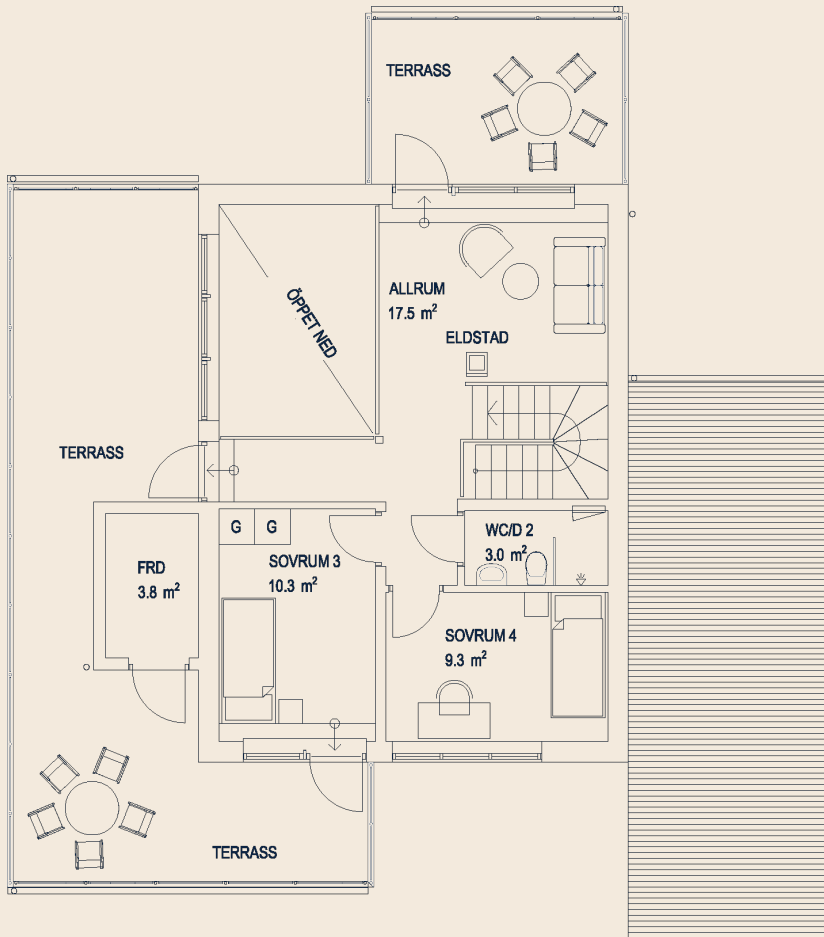 TERRASS
ÖPPET NED
ALLRUM
17.5 m²
ELDSTAD
TERRASS
G G
WC/D 2
3.0 m²
FRD
3.8 m²
SOVRUM 3
10.3 m²
SOVRUM 4
9.3 m²
TERRASS